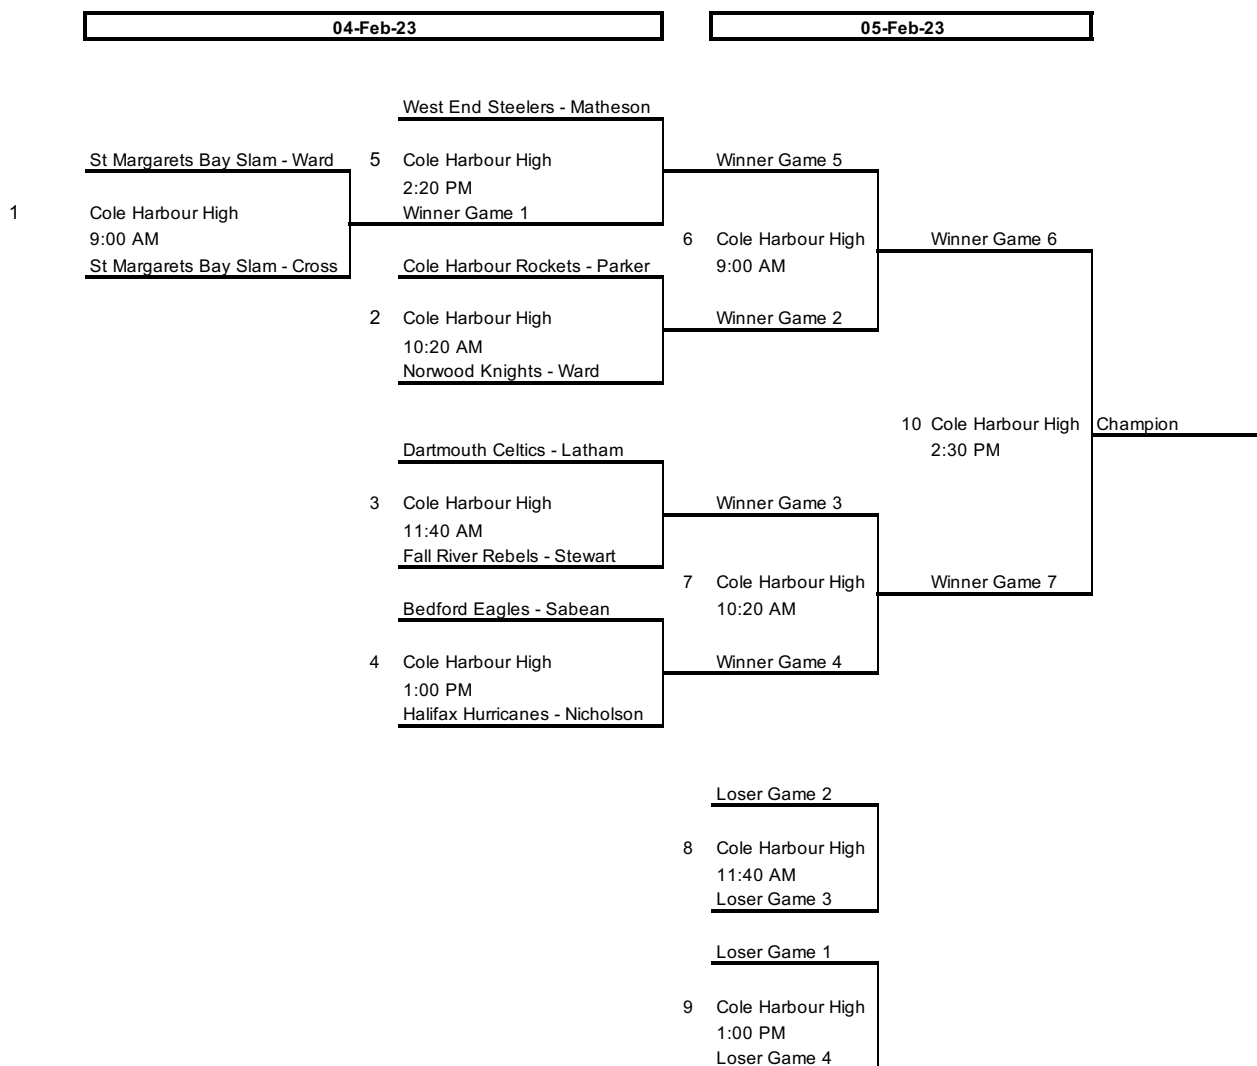 04-Feb-23
05-Feb-23
West End Steelers - Matheson
St Margarets Bay Slam - Ward
5 Cole Harbour High
Winner Game 5
2:20 PM
1 Cole Harbour High
Winner Game 1
9:00 AM
6 Cole Harbour High
Winner Game 6
St Margarets Bay Slam - Cross
Cole Harbour Rockets - Parker
9:00 AM
2 Cole Harbour High
Winner Game 2
10:20 AM
Norwood Knights - Ward
10 Cole Harbour High
Champion
Dartmouth Celtics - Latham
2:30 PM
3 Cole Harbour High
Winner Game 3
11:40 AM
Fall River Rebels - Stewart
7 Cole Harbour High
Winner Game 7
Bedford Eagles - Sabean
10:20 AM
4 Cole Harbour High
Winner Game 4
1:00 PM
Halifax Hurricanes - Nicholson
Loser Game 2
8 Cole Harbour High
11:40 AM
Loser Game 3
Loser Game 1
9 Cole Harbour High
1:00 PM
Loser Game 4